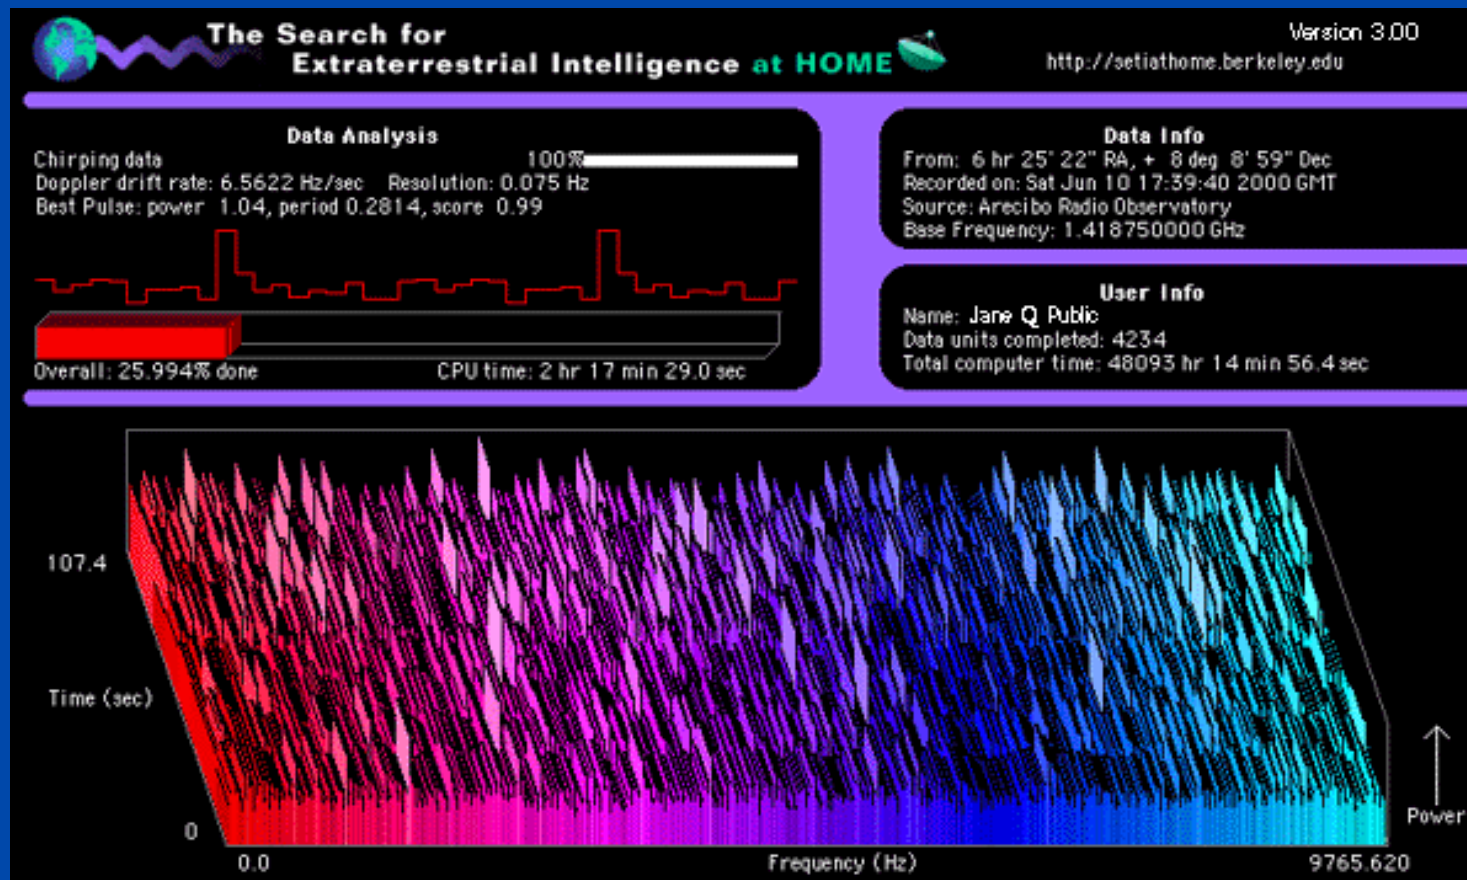 The Search for
Extraterrestrial Intelligence at HOME
Version 3.00
http://setiathome.berkeley.edu
Data Analysis
Chirping data 100%
Doppler drift rate: 6.5622 Hz/sec Resolution: 0.075 Hz
Best Pulse: power 1.04, period 0.2814, score 0.99
Overall: 25.994% done CPU time: 2 hr 17 min 29.0 sec
Data Info
From: 6 hr 25' 22" RA, + 8 deg 8' 59" Dec
Recorded on: Sat Jun 10 17:39:40 2000 GMT
Source: Arecibo Radio Observatory
Base Frequency: 1.418750000 GHz
User Info
Name: Jane Q Public
Data units completed: 4234
Total computer time: 48093 hr 14 min 56.4 sec
107.4
Time (sec)
0
0.0 Frequency (Hz) 9765.620
Power